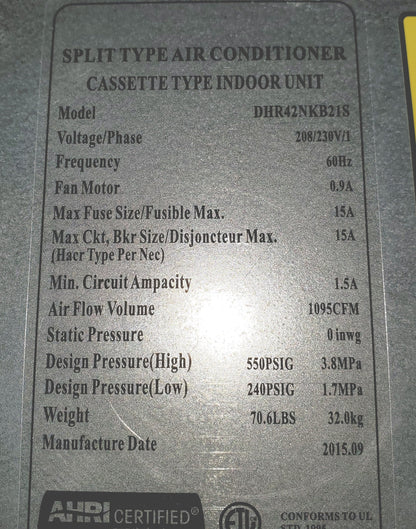 SPLIT TYPE AIR CONDITIONER
CASSETTE TYPE INDOOR UNIT
Model DHR42NKB21S
Voltage/Phase 208/230V/1
Frequency 60Hz
Fan Motor 0.9A
Max Fuse Size/Fusible Max. 15A
Max Ckt, Bkr Size/Disjoncteur Max. 15A
(Hacr Type Per Nec)
Min. Circuit Ampacity 1.5A
Air Flow Volume 1095CFM
Static Pressure 0 inwg
Design Pressure(High) 550PSIG 3.8MPa
Design Pressure(Low) 240PSIG 1.7MPa
Weight 70.6LBS 32.0kg
Manufacture Date 2015.09
AHRI CERTIFIED®
ETL CONFORMS TO UL
STD. 1995